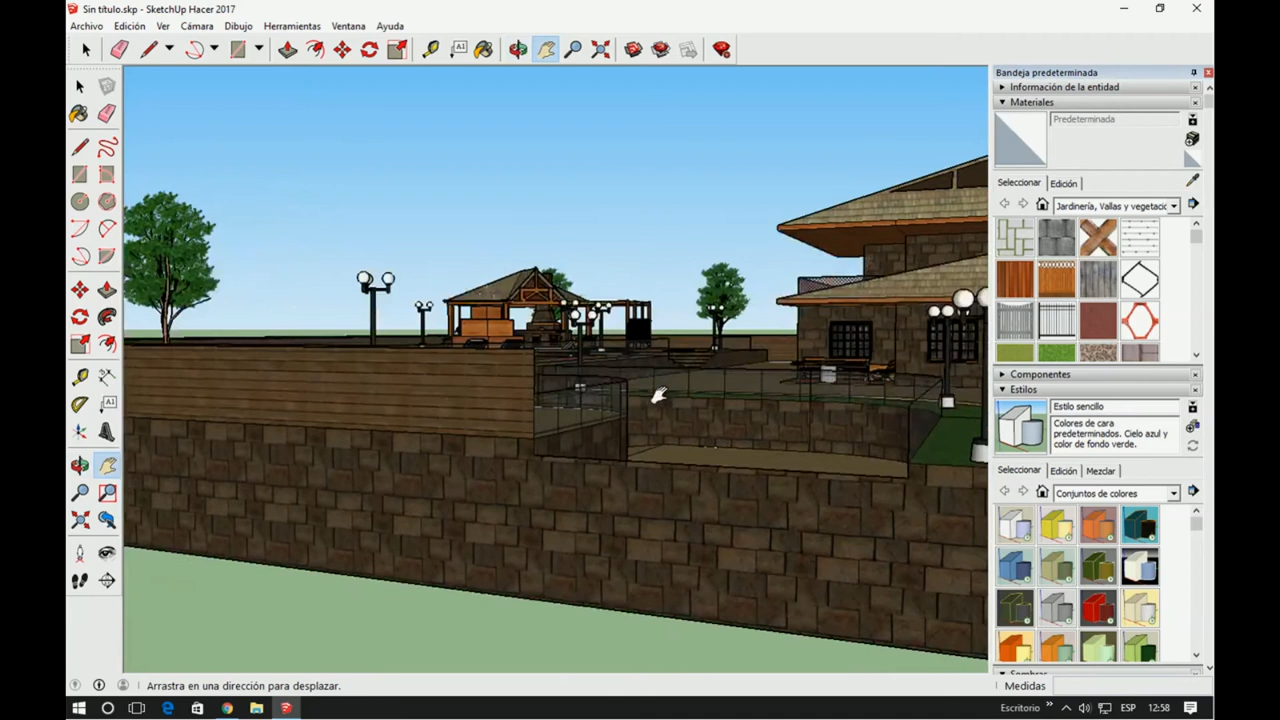 Sin título.skp - SketchUp Hacer 2017
Archivo Edición Ver Cámara Dibujo Herramientas Ventana Ayuda
Bandeja predeterminada
Información de la entidad
Materiales
Predeterminada
Seleccionar Edición
Jardinería, Vallas y vegetació
Componentes
Estilos
Estilo sencillo
Colores de cara
predeterminados. Cielo azul y
color de fondo verde.
Seleccionar Edición Mezclar
Conjuntos de colores
Arrastra en una dirección para desplazar.
Medidas
Escritorio » ESP 12:58